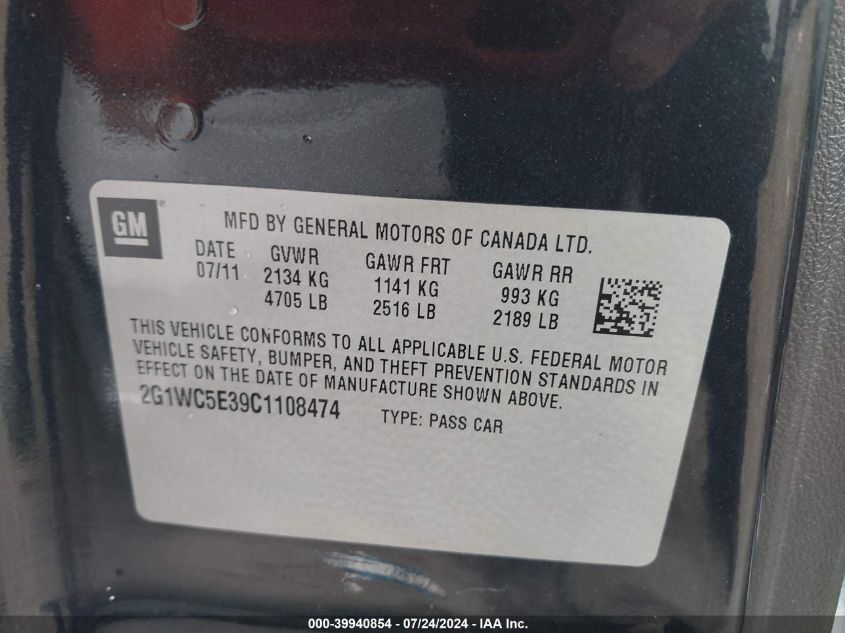 GM
MFD BY GENERAL MOTORS OF CANADA LTD.
DATE GVWR GAWR FRT GAWR RR
07/11 2134 KG 1141 KG 993 KG
4705 LB 2516 LB 2189 LB
THIS VEHICLE CONFORMS TO ALL APPLICABLE U.S. FEDERAL MOTOR
VEHICLE SAFETY, BUMPER, AND THEFT PREVENTION STANDARDS IN
EFFECT ON THE DATE OF MANUFACTURE SHOWN ABOVE.
2G1WC5E39C1108474 TYPE: PASS CAR
000-39940854 - 07/24/2024 - IAA Inc.